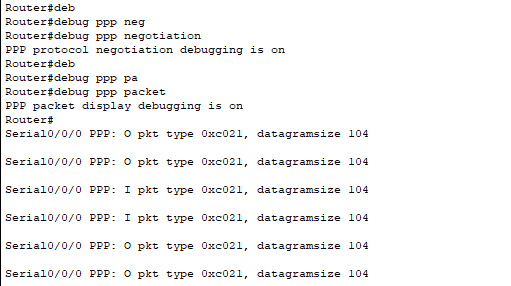 Router#deb
Router#debug ppp neg
Router#debug ppp negotiation
PPP protocol negotiation debugging is on
Router#deb
Router#debug ppp pa
Router#debug ppp packet
PPP packet display debugging is on
Router#
Serial0/0/0 PPP: O pkt type 0xc021, datagramsize 104
Serial0/0/0 PPP: O pkt type 0xc021, datagramsize 104
Serial0/0/0 PPP: I pkt type 0xc021, datagramsize 104
Serial0/0/0 PPP: I pkt type 0xc021, datagramsize 104
Serial0/0/0 PPP: O pkt type 0xc021, datagramsize 104
Serial0/0/0 PPP: O pkt type 0xc021, datagramsize 104